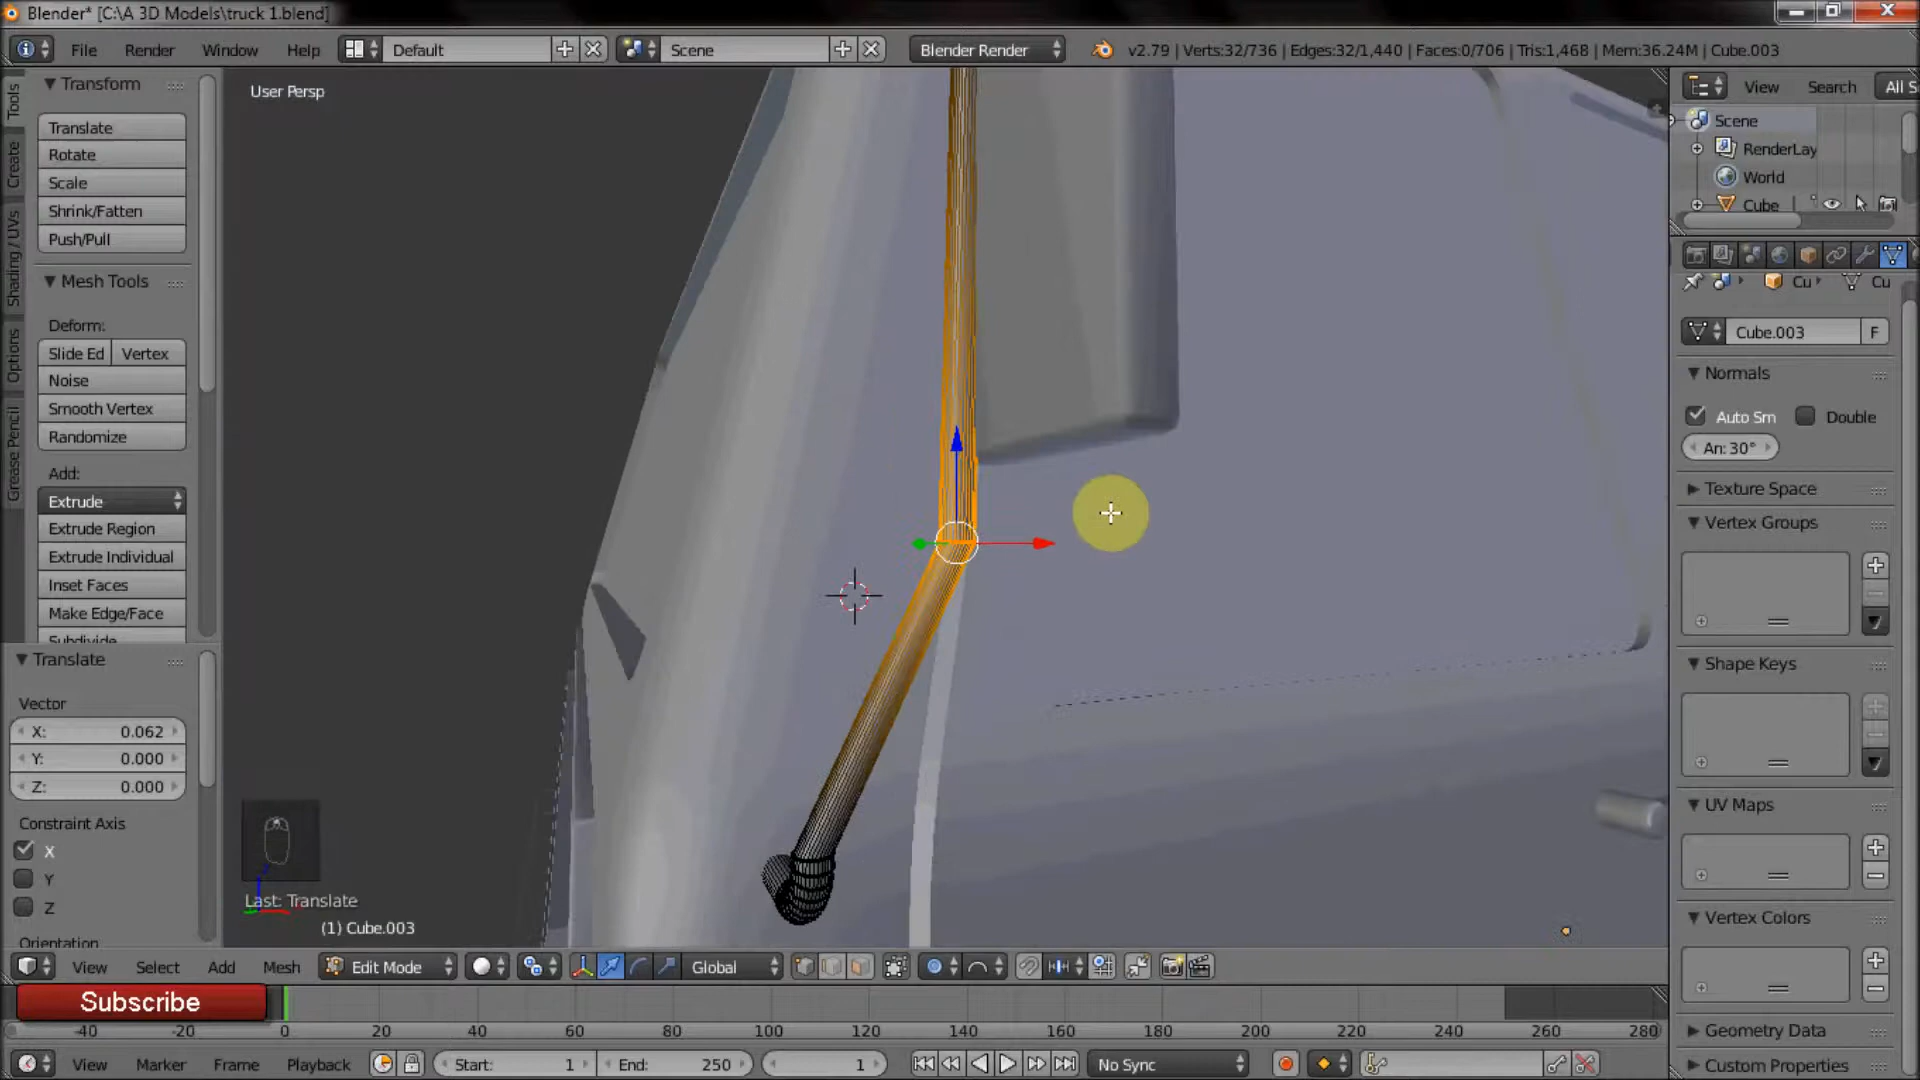 Blender* [C:\A 3D Models\truck 1.blend]
File Render Window Help Default Scene Blender Render v2.79 | Verts:32/736 | Edges:32/1,440 | Faces:0/706 | Tris:1,468 | Mem:36.24M | Cube.003
Tools
Create
Shading / UVs
Options
Grease Pencil
Transform
Translate
Rotate
Scale
Shrink/Fatten
Push/Pull
Mesh Tools
Deform:
Slide Ed Vertex
Noise
Smooth Vertex
Randomize
Add:
Extrude
Extrude Region
Extrude Individual
Inset Faces
Make Edge/Face
Subdivide
Translate
Vector
X: 0.062
Y: 0.000
Z: 0.000
Constraint Axis
X
Y
Z
Orientation
User Persp
Last: Translate
(1) Cube.003
View Search All S
Scene
RenderLay
World
Cube
Cu Cu
Cube.003 F
Normals
Auto Sm Double
An: 30°
Texture Space
Vertex Groups
Shape Keys
UV Maps
Vertex Colors
Geometry Data
Custom Properties
View Select Add Mesh Edit Mode Global
Subscribe
-40 -20 0 20 40 60 80 100 120 140 160 180 200 220 240 260 280
View Marker Frame Playback Start: 1 End: 250 1 No Sync